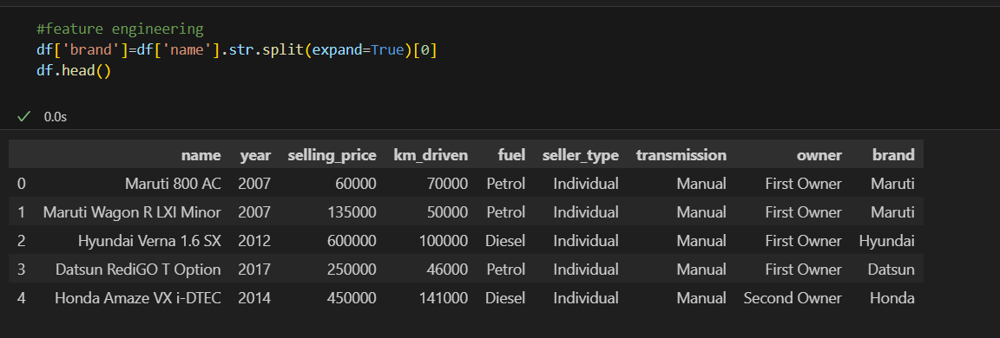 #feature engineering
df['brand']=df['name'].str.split(expand=True)[0]
df.head()
0.0s
name year selling_price km_driven fuel seller_type transmission owner brand
0 Maruti 800 AC 2007 60000 70000 Petrol Individual Manual First Owner Maruti
1 Maruti Wagon R LXI Minor 2007 135000 50000 Petrol Individual Manual First Owner Maruti
2 Hyundai Verna 1.6 SX 2012 600000 100000 Diesel Individual Manual First Owner Hyundai
3 Datsun RediGO T Option 2017 250000 46000 Petrol Individual Manual First Owner Datsun
4 Honda Amaze VX i-DTEC 2014 450000 141000 Diesel Individual Manual Second Owner Honda